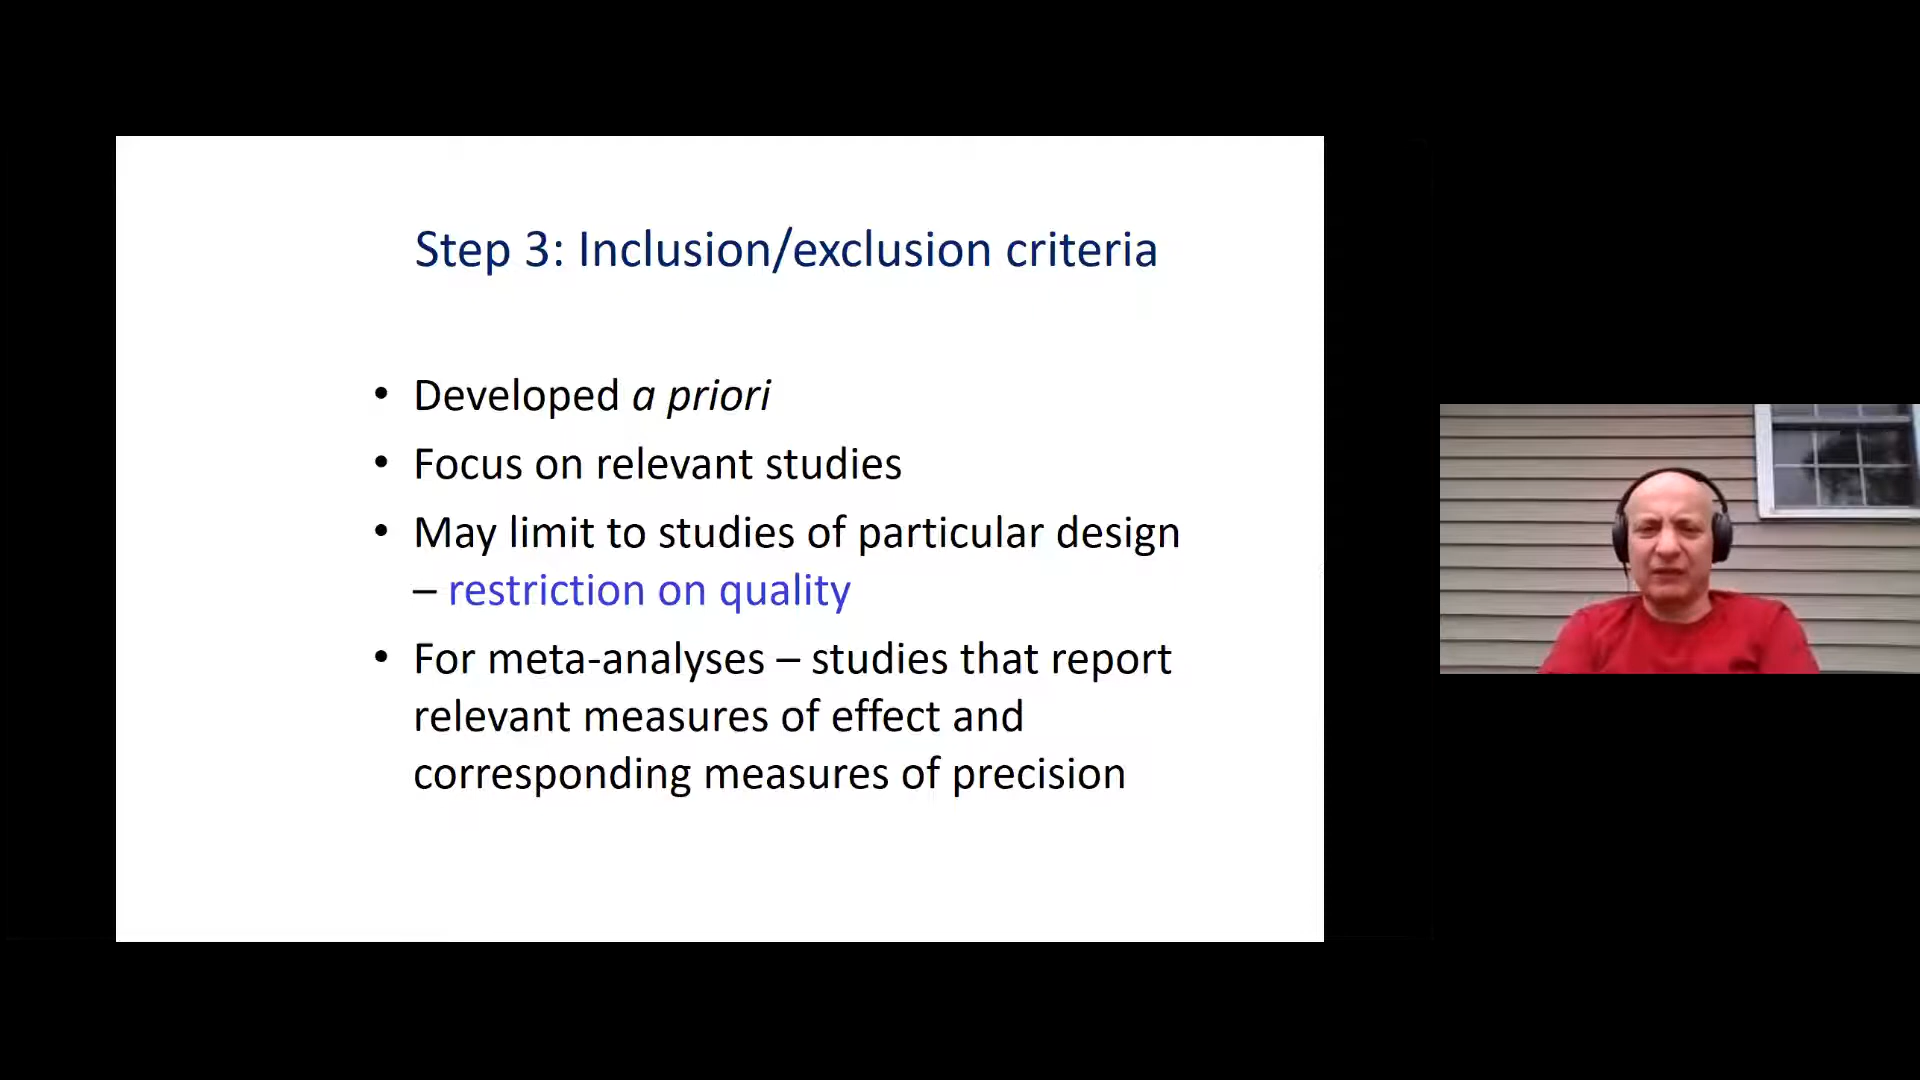 Step 3: Inclusion/exclusion criteria
• Developed a priori
• Focus on relevant studies
• May limit to studies of particular design
– restriction on quality
• For meta-analyses – studies that report
relevant measures of effect and
corresponding measures of precision